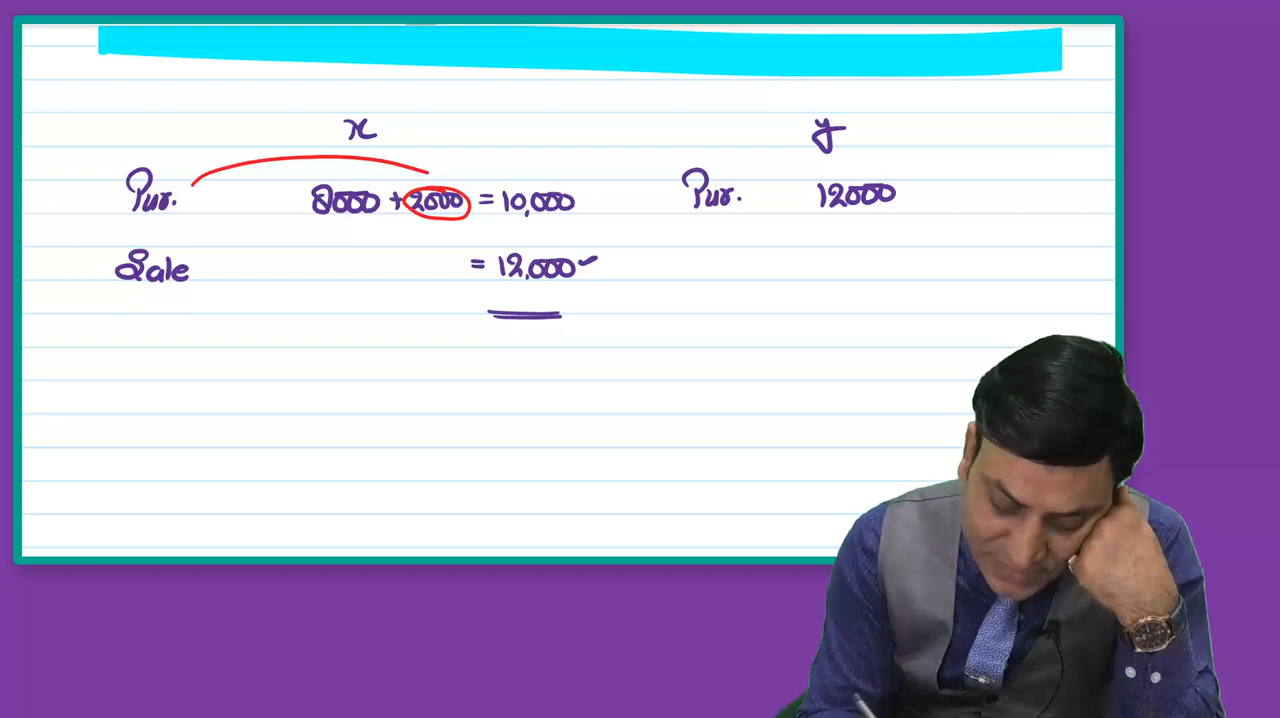 x
y
Pur. 8000 + 2000 = 10,000
Pur. 12000
Sale = 12,000